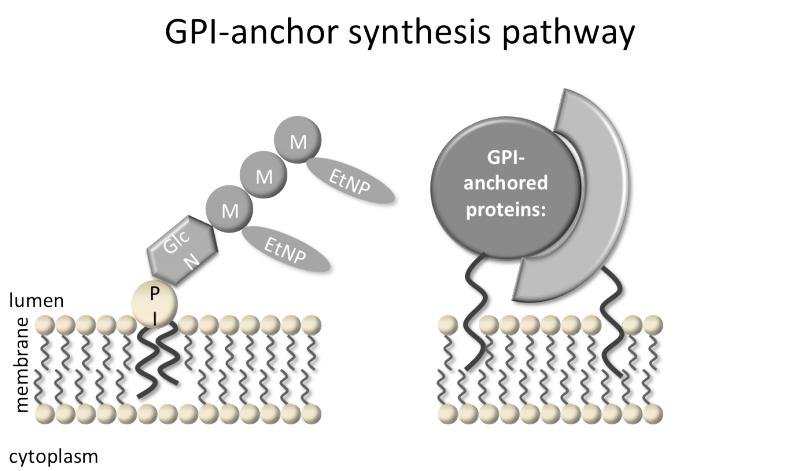 GPI-anchor synthesis pathway
M
M
M
EtNP
EtNP
Glc
N
P
I
GPI-
anchored
proteins:
lumen
membrane
cytoplasm